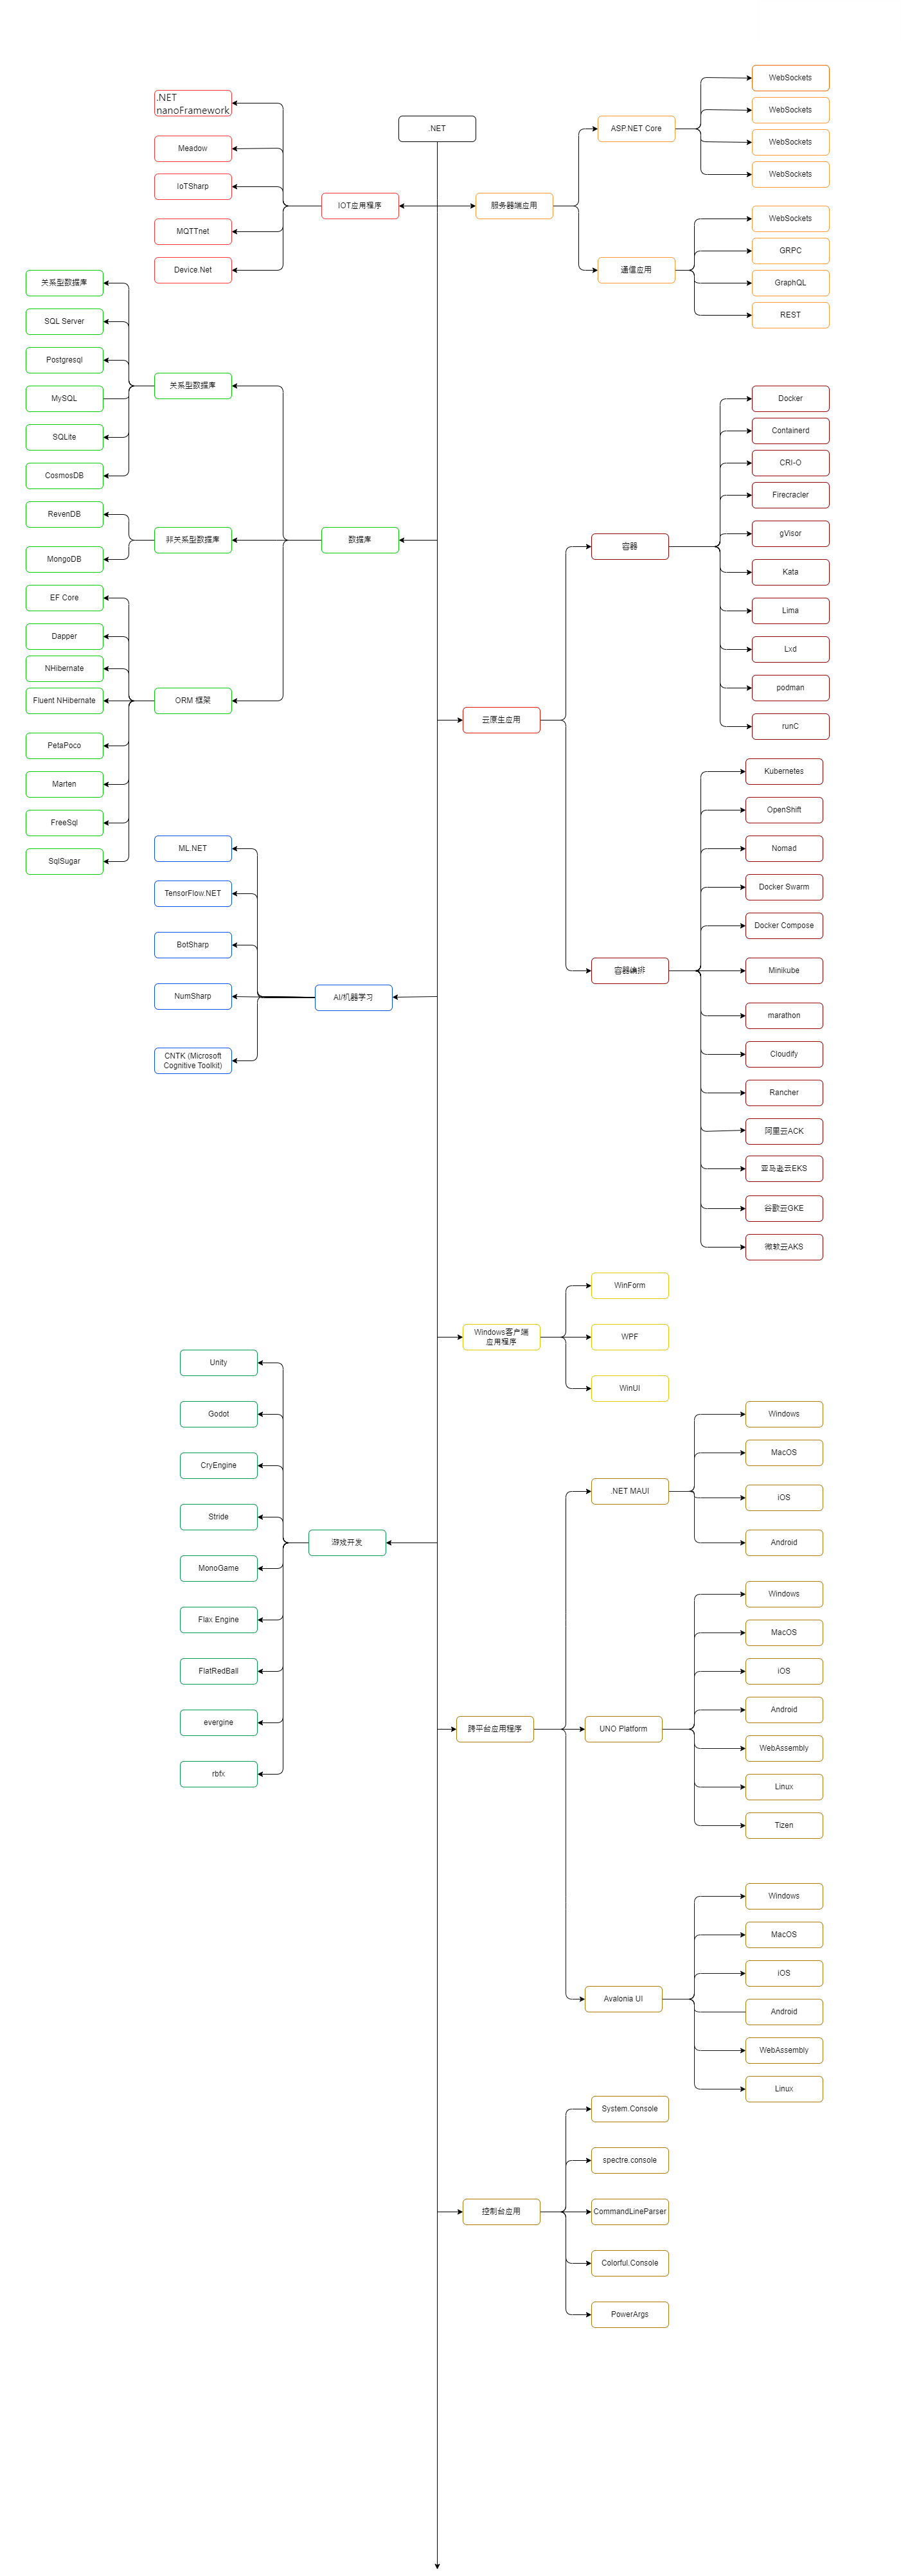 .NET
IOT应用程序
.NET
nanoFramework
Meadow
IoTSharp
MQTTnet
Device.Net
服务器端应用
ASP.NET Core
WebSockets
WebSockets
WebSockets
WebSockets
通信应用
WebSockets
GRPC
GraphQL
REST
数据库
关系型数据库
关系型数据库
SQL Server
Postgresql
MySQL
SQLite
CosmosDB
非关系型数据库
RevenDB
MongoDB
ORM 框架
EF Core
Dapper
NHibernate
Fluent NHibernate
PetaPoco
Marten
FreeSql
SqlSugar
云原生应用
容器
Docker
Containerd
CRI-O
Firecracler
gVisor
Kata
Lima
Lxd
podman
runC
容器编排
Kubernetes
OpenShift
Nomad
Docker Swarm
Docker Compose
Minikube
marathon
Cloudify
Rancher
阿里云ACK
亚马逊云EKS
谷歌云GKE
微软云AKS
AI/机器学习
ML.NET
TensorFlow.NET
BotSharp
NumSharp
CNTK (Microsoft
Cognitive Toolkit)
Windows客户端
应用程序
WinForm
WPF
WinUI
游戏开发
Unity
Godot
CryEngine
Stride
MonoGame
Flax Engine
FlatRedBall
evergine
rbfx
跨平台应用程序
.NET MAUI
Windows
MacOS
iOS
Android
UNO Platform
Windows
MacOS
iOS
Android
WebAssembly
Linux
Tizen
Avalonia UI
Windows
MacOS
iOS
Android
WebAssembly
Linux
控制台应用
System.Console
spectre.console
CommandLineParser
Colorful.Console
PowerArgs